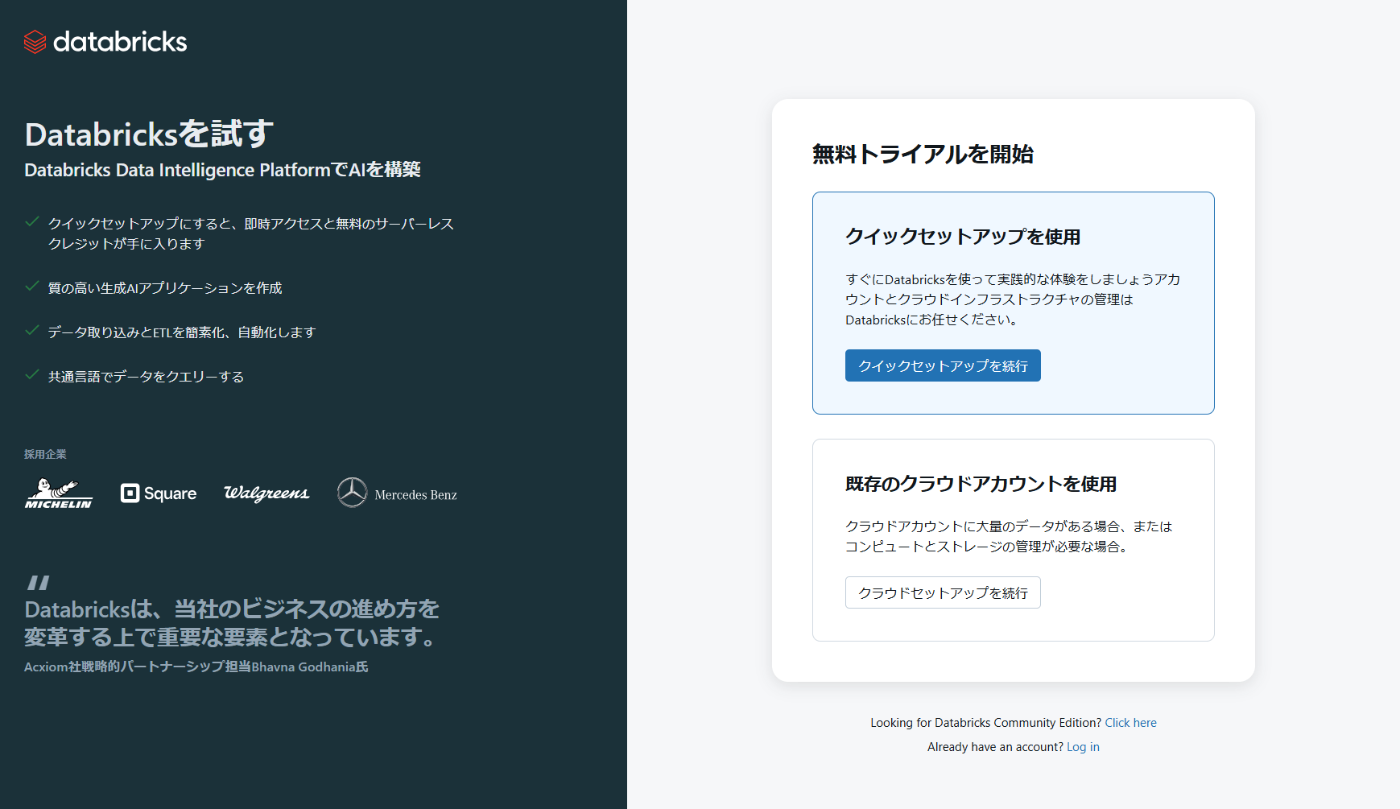 databricks
Databricksを試す
Databricks Data Intelligence PlatformでAIを構築
クイックセットアップにすると、即時アクセスと無料のサーバーレス
クレジットが手に入ります
質の高い生成AIアプリケーションを作成
データ取り込みとETLを簡素化、自動化します
共通言語でデータをクエリーする
採用企業
MICHELIN
Square
Walgreens
Mercedes Benz
“
Databricksは、当社のビジネスの進め方を
変革する上で重要な要素となっています。
Acxiom社戦略的パートナーシップ担当Bhavna Godhania氏
無料トライアルを開始
クイックセットアップを使用
すぐにDatabricksを使って実践的な体験をしましょうアカ
ウントとクラウドインフラストラクチャの管理は
Databricksにお任せください。
クイックセットアップを続行
既存のクラウドアカウントを使用
クラウドアカウントに大量のデータがある場合、または
コンピュートとストレージの管理が必要な場合。
クラウドセットアップを続行
Looking for Databricks Community Edition? Click here
Already have an account? Log in